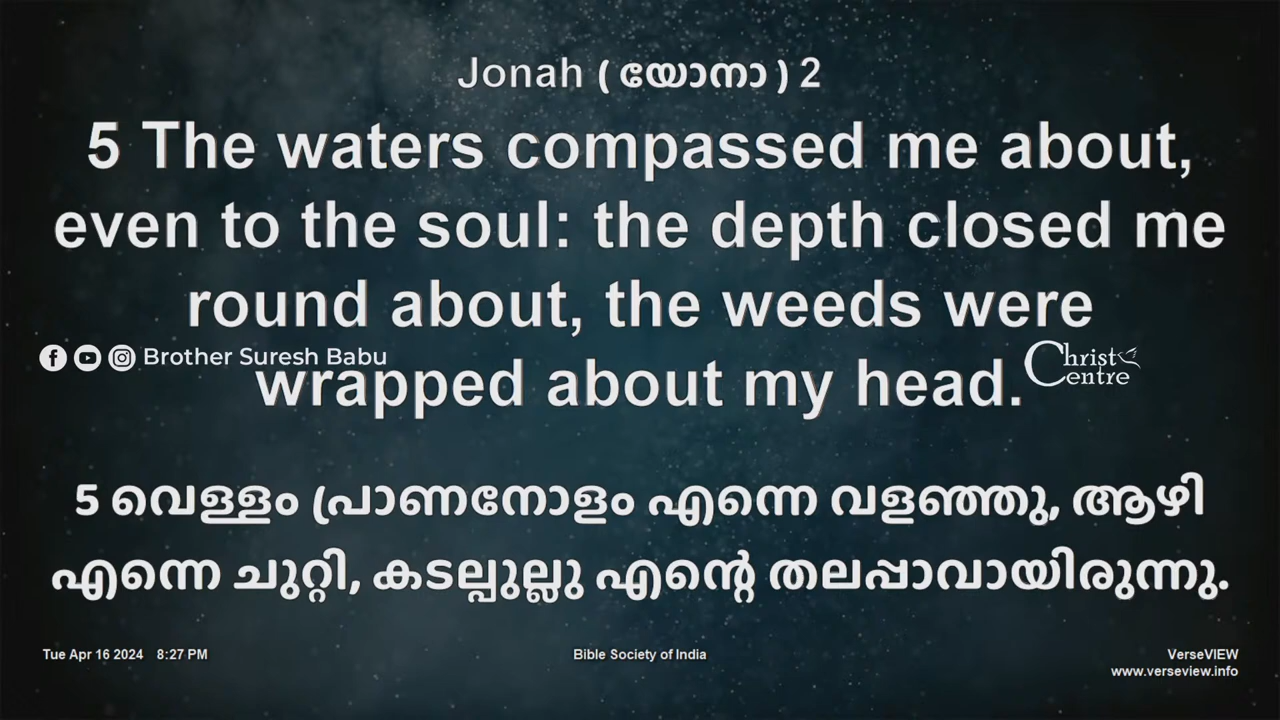 Jonah ( യോനാ ) 2
5 The waters compassed me about,
even to the soul: the depth closed me
round about, the weeds were
Brother Suresh Babu
Christ
Centre
wrapped about my head.
5 വെള്ളം പ്രാണനോളം എന്നെ വളഞ്ഞു, ആഴി
എന്നെ ചുറ്റി, കടല്പുല്ലു എന്റെ തലപ്പാവായിരുന്നു.
Tue Apr 16 2024 8:27 PM
Bible Society of India
VerseVIEW
www.verseview.info